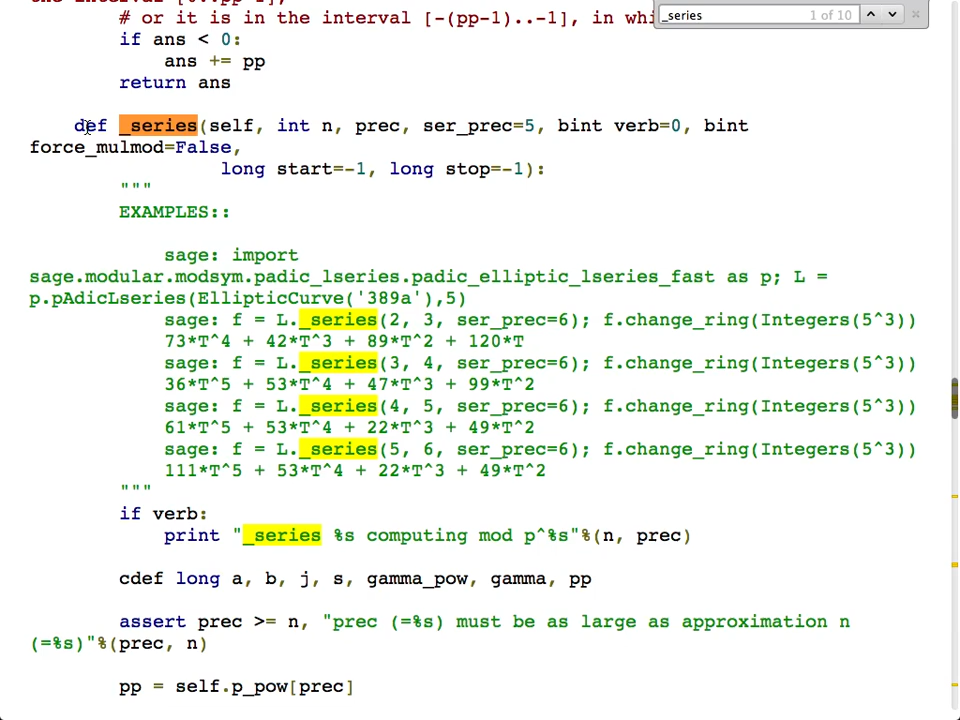 the interval [0..pp-1],
# or it is in the interval [-(pp-1)..-1], in whi
_series 1 of 10
if ans < 0:
ans += pp
return ans
def _series(self, int n, prec, ser_prec=5, bint verb=0, bint
force_mulmod=False,
long start=-1, long stop=-1):
"""
EXAMPLES::
sage: import
sage.modular.modsym.padic_lseries.padic_elliptic_lseries_fast as p; L =
p.pAdicLseries(EllipticCurve('389a'),5)
sage: f = L._series(2, 3, ser_prec=6); f.change_ring(Integers(5^3))
73*T^4 + 42*T^3 + 89*T^2 + 120*T
sage: f = L._series(3, 4, ser_prec=6); f.change_ring(Integers(5^3))
36*T^5 + 53*T^4 + 47*T^3 + 99*T^2
sage: f = L._series(4, 5, ser_prec=6); f.change_ring(Integers(5^3))
61*T^5 + 53*T^4 + 22*T^3 + 49*T^2
sage: f = L._series(5, 6, ser_prec=6); f.change_ring(Integers(5^3))
111*T^5 + 53*T^4 + 22*T^3 + 49*T^2
"""
if verb:
print "_series %s computing mod p^%s"%(n, prec)
cdef long a, b, j, s, gamma_pow, gamma, pp
assert prec >= n, "prec (=%s) must be as large as approximation n
(=%s)"%(prec, n)
pp = self.p_pow[prec]